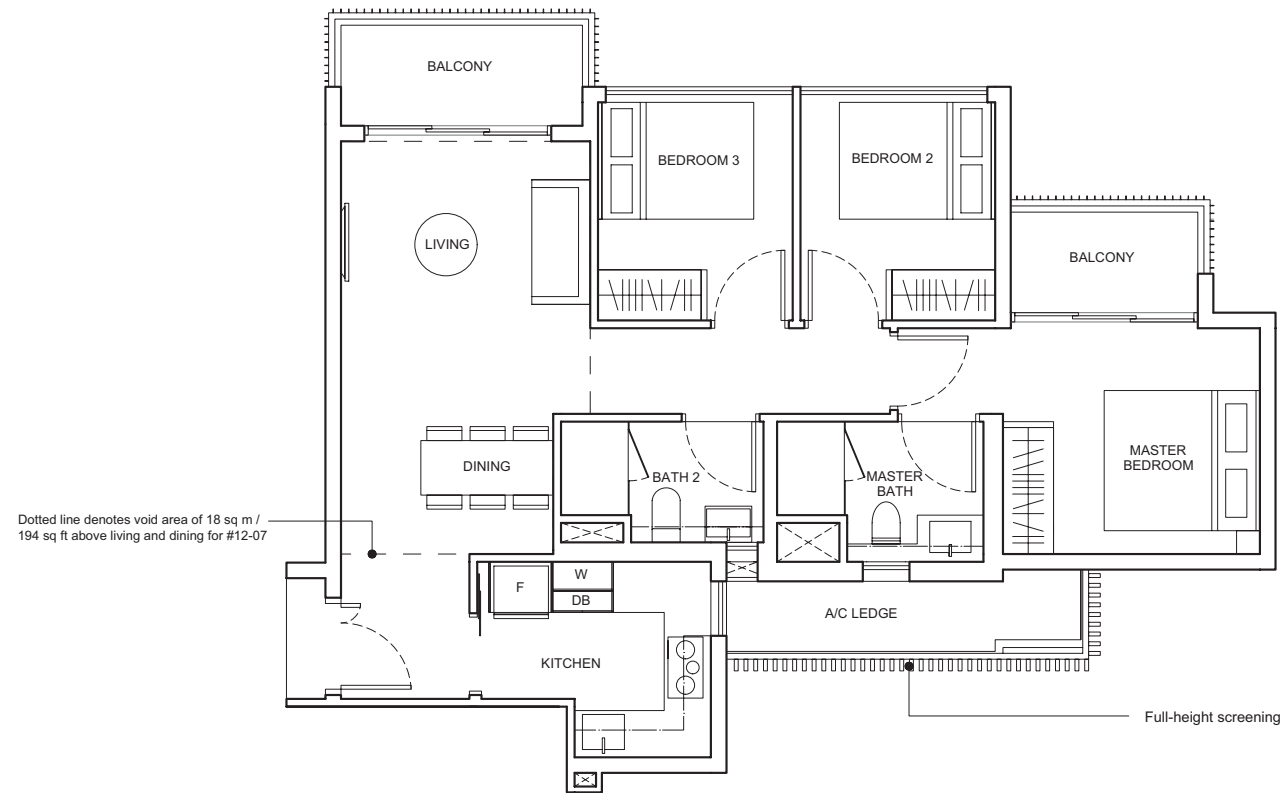 BALCONY
BEDROOM 3
BEDROOM 2
LIVING
BALCONY
DINING
BATH 2
MASTER
BATH
MASTER
BEDROOM
Dotted line denotes void area of 18 sq m /
194 sq ft above living and dining for #12-07
F
W
DB
A/C LEDGE
KITCHEN
Full-height screening